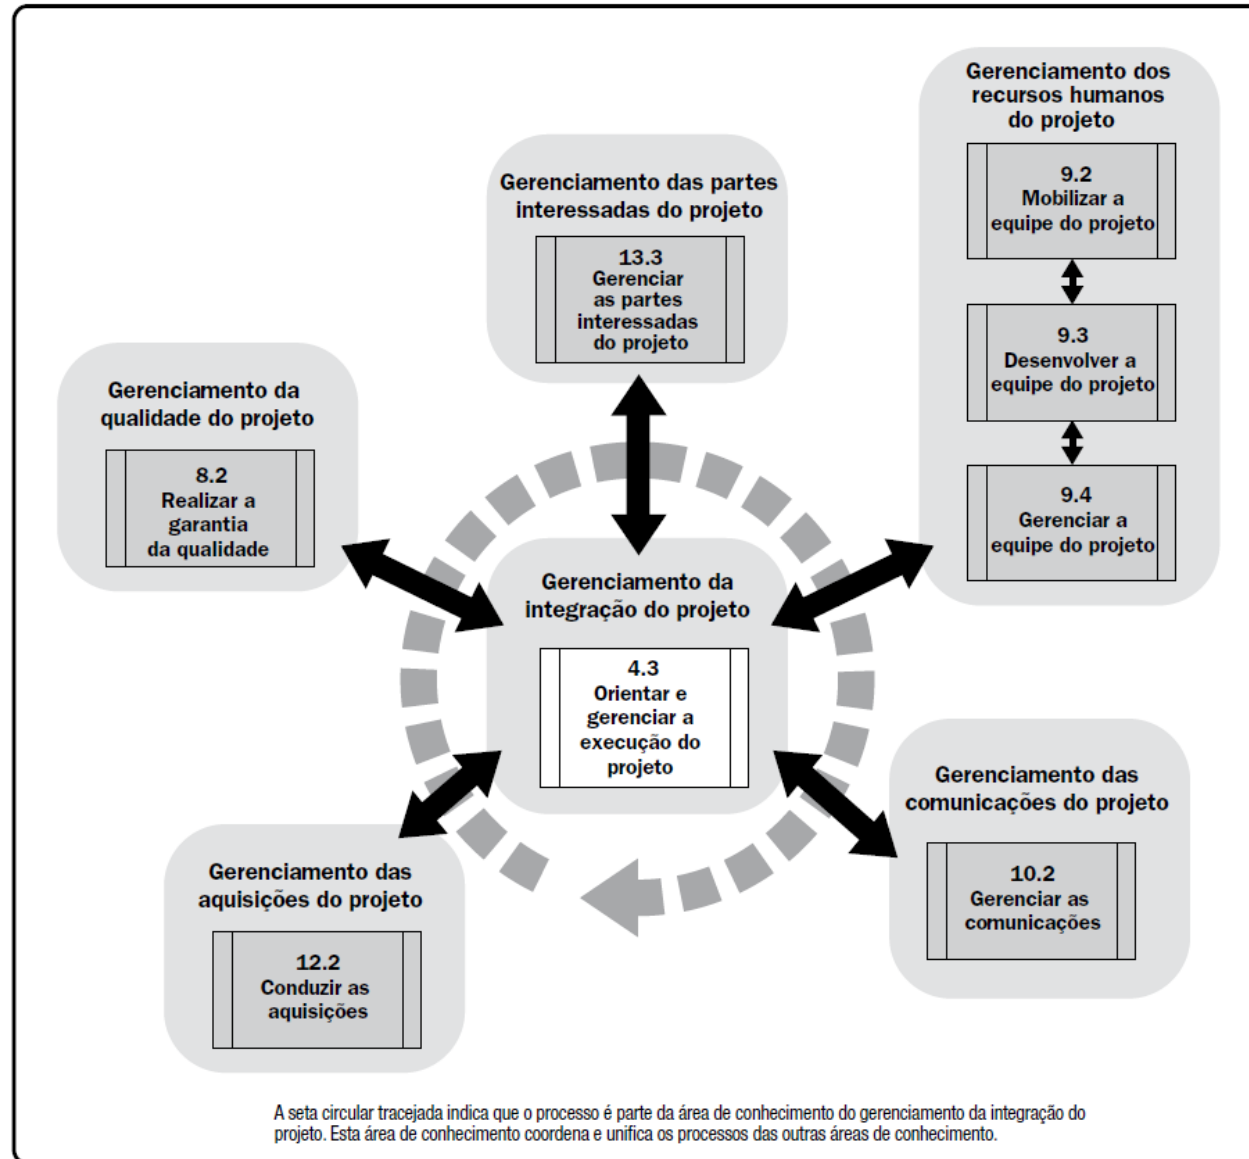 Gerenciamento dos
recursos humanos
do projeto
9.2
Mobilizar a
equipe do projeto
9.3
Desenvolver a
equipe do projeto
9.4
Gerenciar a
equipe do projeto
Gerenciamento das partes
interessadas do projeto
13.3
Gerenciar
as partes
interessadas
do projeto
Gerenciamento da
qualidade do projeto
8.2
Realizar a
garantia
da qualidade
Gerenciamento da
integração do projeto
4.3
Orientar e
gerenciar a
execução do
projeto
Gerenciamento das
comunicações do projeto
10.2
Gerenciar as
comunicações
Gerenciamento das
aquisições do projeto
12.2
Conduzir as
aquisições
A seta circular tracejada indica que o processo é parte da área de conhecimento do gerenciamento da integração do
projeto. Esta área de conhecimento coordena e unifica os processos das outras áreas de conhecimento.